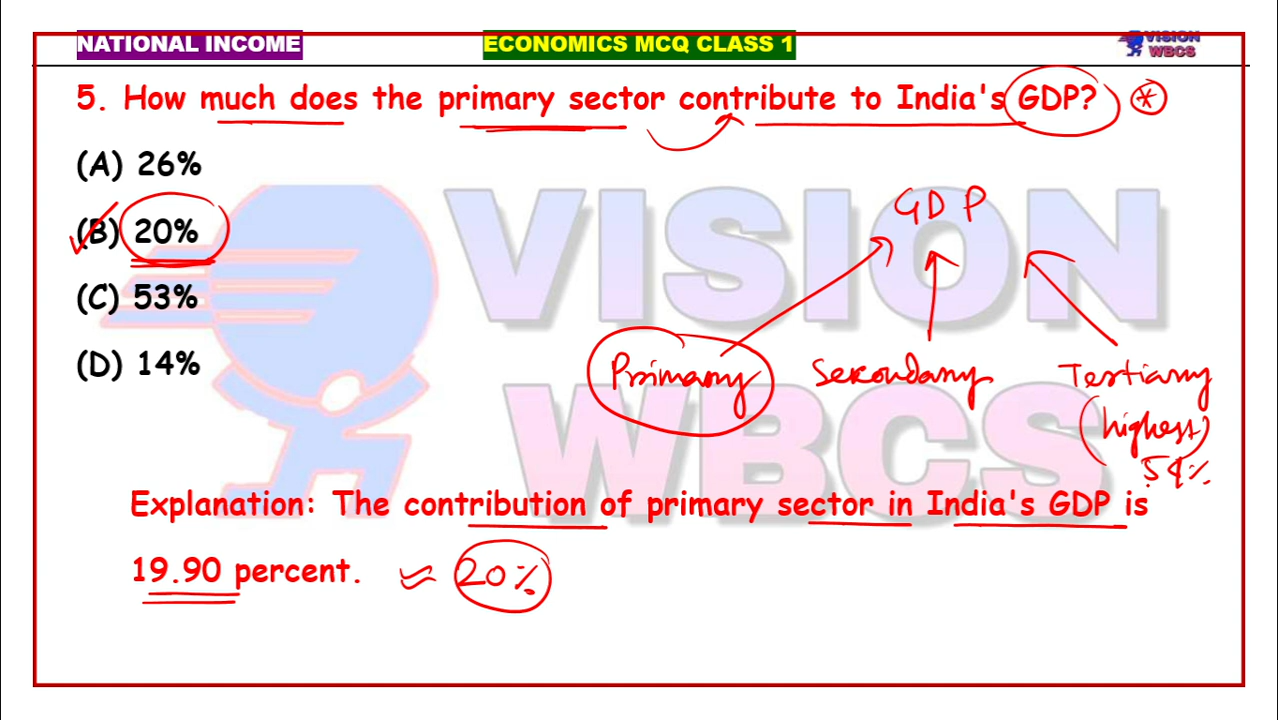 NATIONAL INCOME
ECONOMICS MCQ CLASS 1
VISION
WBCS
5. How much does the primary sector contribute to India's GDP?
(A) 26%
(B) 20%
(C) 53%
(D) 14%
VISION
WBCS
GDP
Primary
Secondary
Tertiary
(highest)
54%
Explanation: The contribution of primary sector in India's GDP is
19.90 percent. ≈ 20%